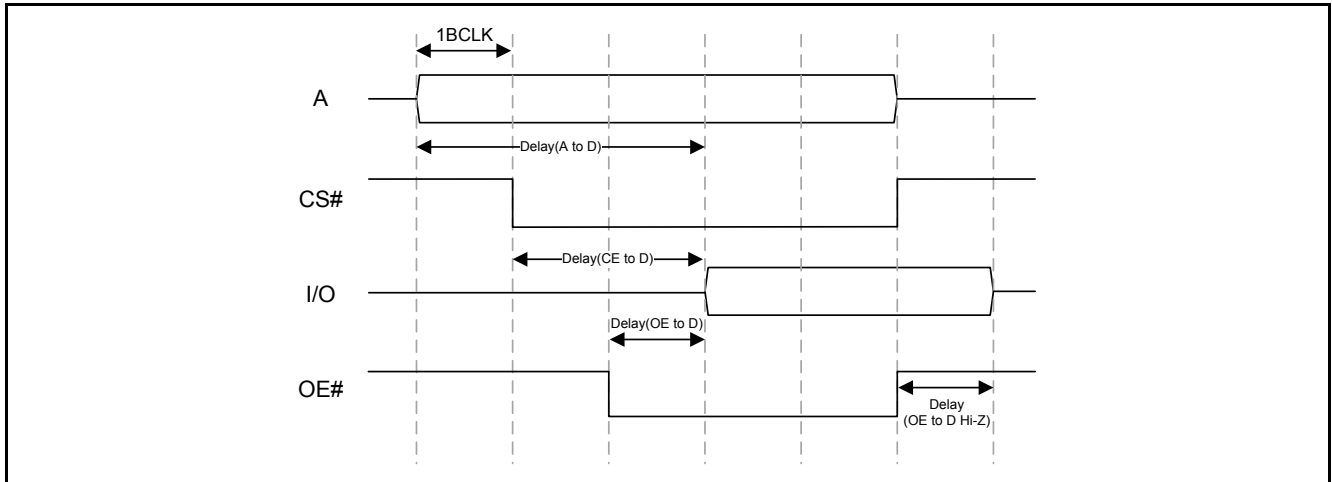 1BCLK
A
Delay(A to D)
CS#
Delay(CE to D)
I/O
Delay(OE to D)
OE#
Delay
(OE to D Hi-Z)